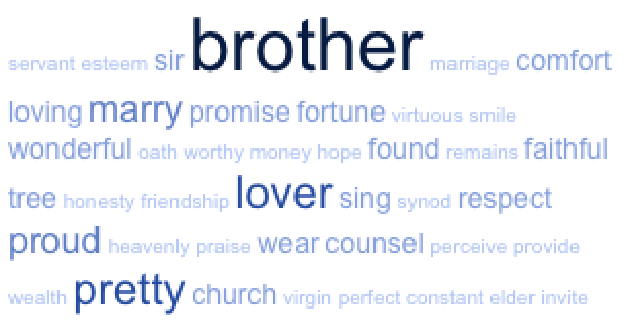 servant esteem sir brother marriage comfort
loving marry promise fortune virtuous smile
wonderful oath worthy money hope found remains faithful
tree honesty friendship lover sing synod respect
proud heavenly praise wear counsel perceive provide
wealth pretty church virgin perfect constant elder invite